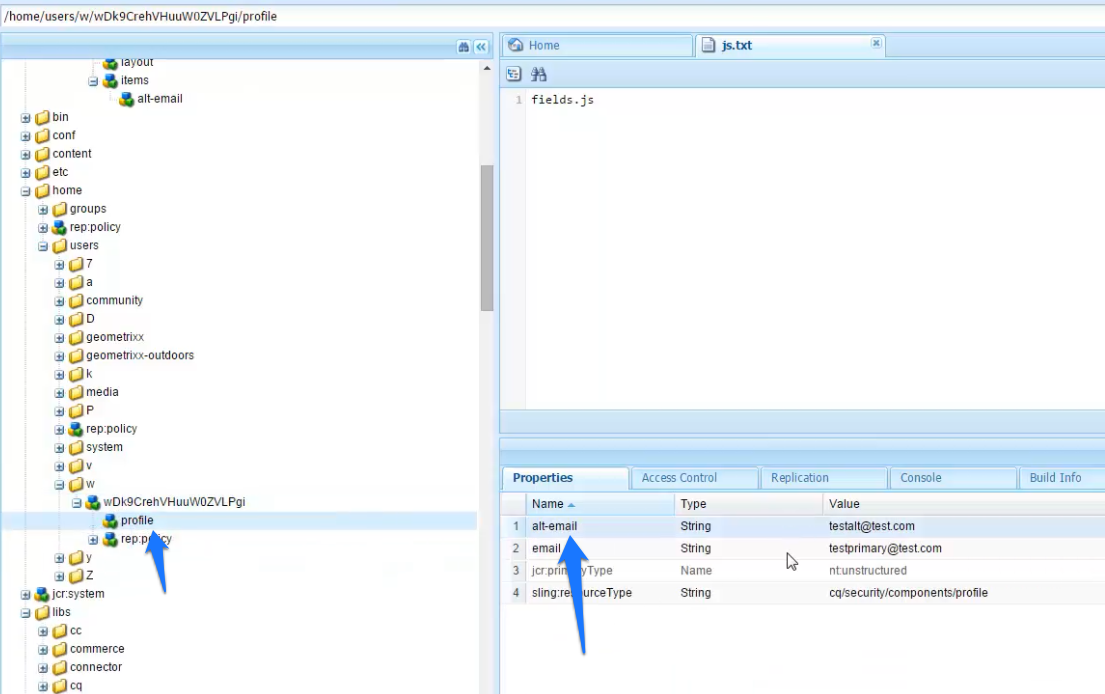 /home/users/w/wDk9CrehVHuuW0ZVLPgi/profile
layout
items
alt-email
bin
conf
content
etc
home
groups
rep:policy
users
7
a
community
D
geometrixx
geometrixx-outdoors
k
media
P
rep:policy
system
v
w
wDk9CrehVHuuW0ZVLPgi
profile
rep:policy
y
Z
jcr:system
libs
cc
commerce
connector
cq
Home
js.txt
1 fields.js
Properties Access Control Replication Console Build Info
Name Type Value
1 alt-email String testalt@test.com
2 email String testprimary@test.com
3 jcr:primaryType Name nt:unstructured
4 sling:resourceType String cq/security/components/profile